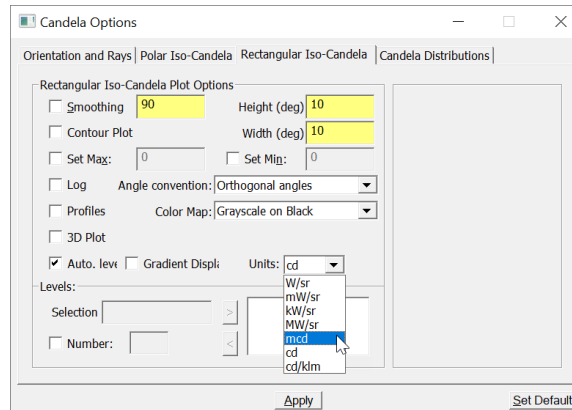 Candela Options
Orientation and Rays Polar Iso-Candela Rectangular Iso-Candela Candela Distributions
Rectangular Iso-Candela Plot Options
Smoothing 90 Height (deg) 10
Contour Plot Width (deg) 10
Set Max: 0 Set Min: 0
Log Angle convention: Orthogonal angles
Profiles Color Map: Grayscale on Black
3D Plot
Auto. leve Gradient Displa Units: cd
Levels:
W/sr
mW/sr
Selection > kW/sr
MW/sr
Number: < mcd
cd
cd/klm
Apply Set Default